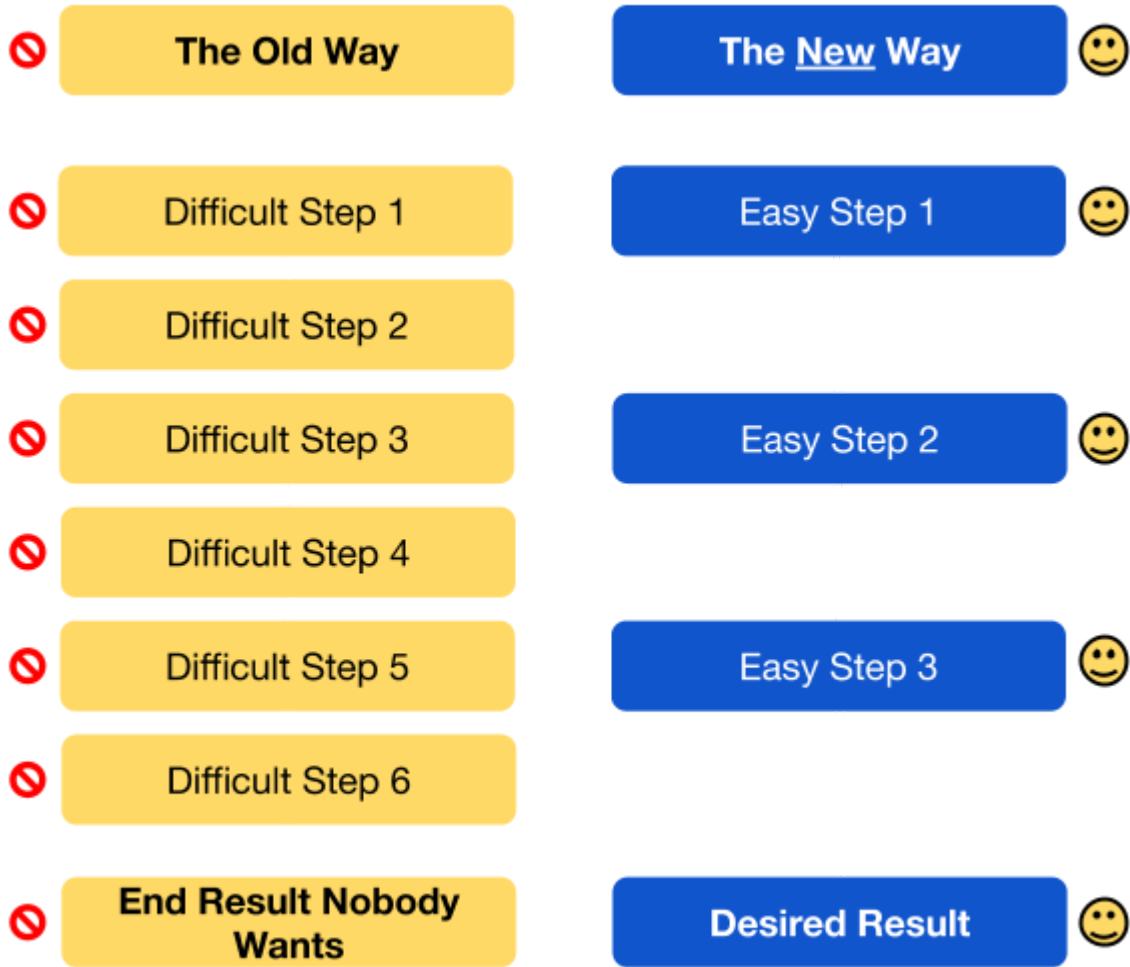 The Old Way
The New Way
Difficult Step 1
Easy Step 1
Difficult Step 2
Difficult Step 3
Easy Step 2
Difficult Step 4
Difficult Step 5
Easy Step 3
Difficult Step 6
End Result Nobody
Wants
Desired Result